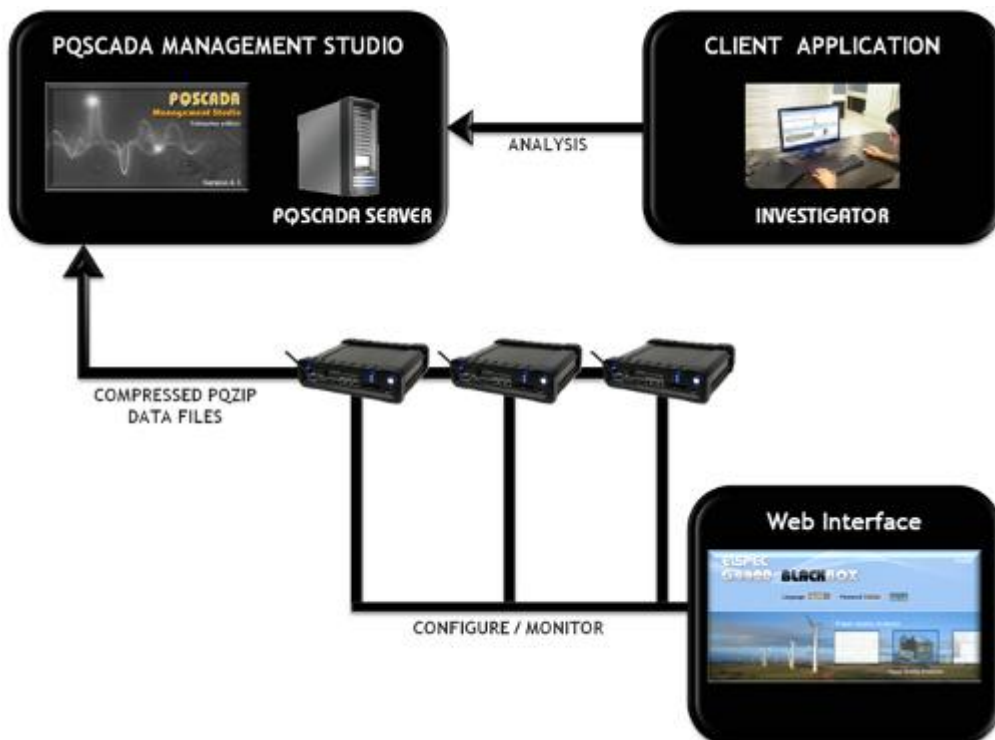 PQSCADA MANAGEMENT STUDIO
PQSCADA
Management Studio
PQSCADA SERVER
CLIENT APPLICATION
INVESTIGATOR
ANALYSIS
COMPRESSED PQZIP
DATA FILES
Web Interface
ELSPEC
BLACKBOX
CONFIGURE / MONITOR